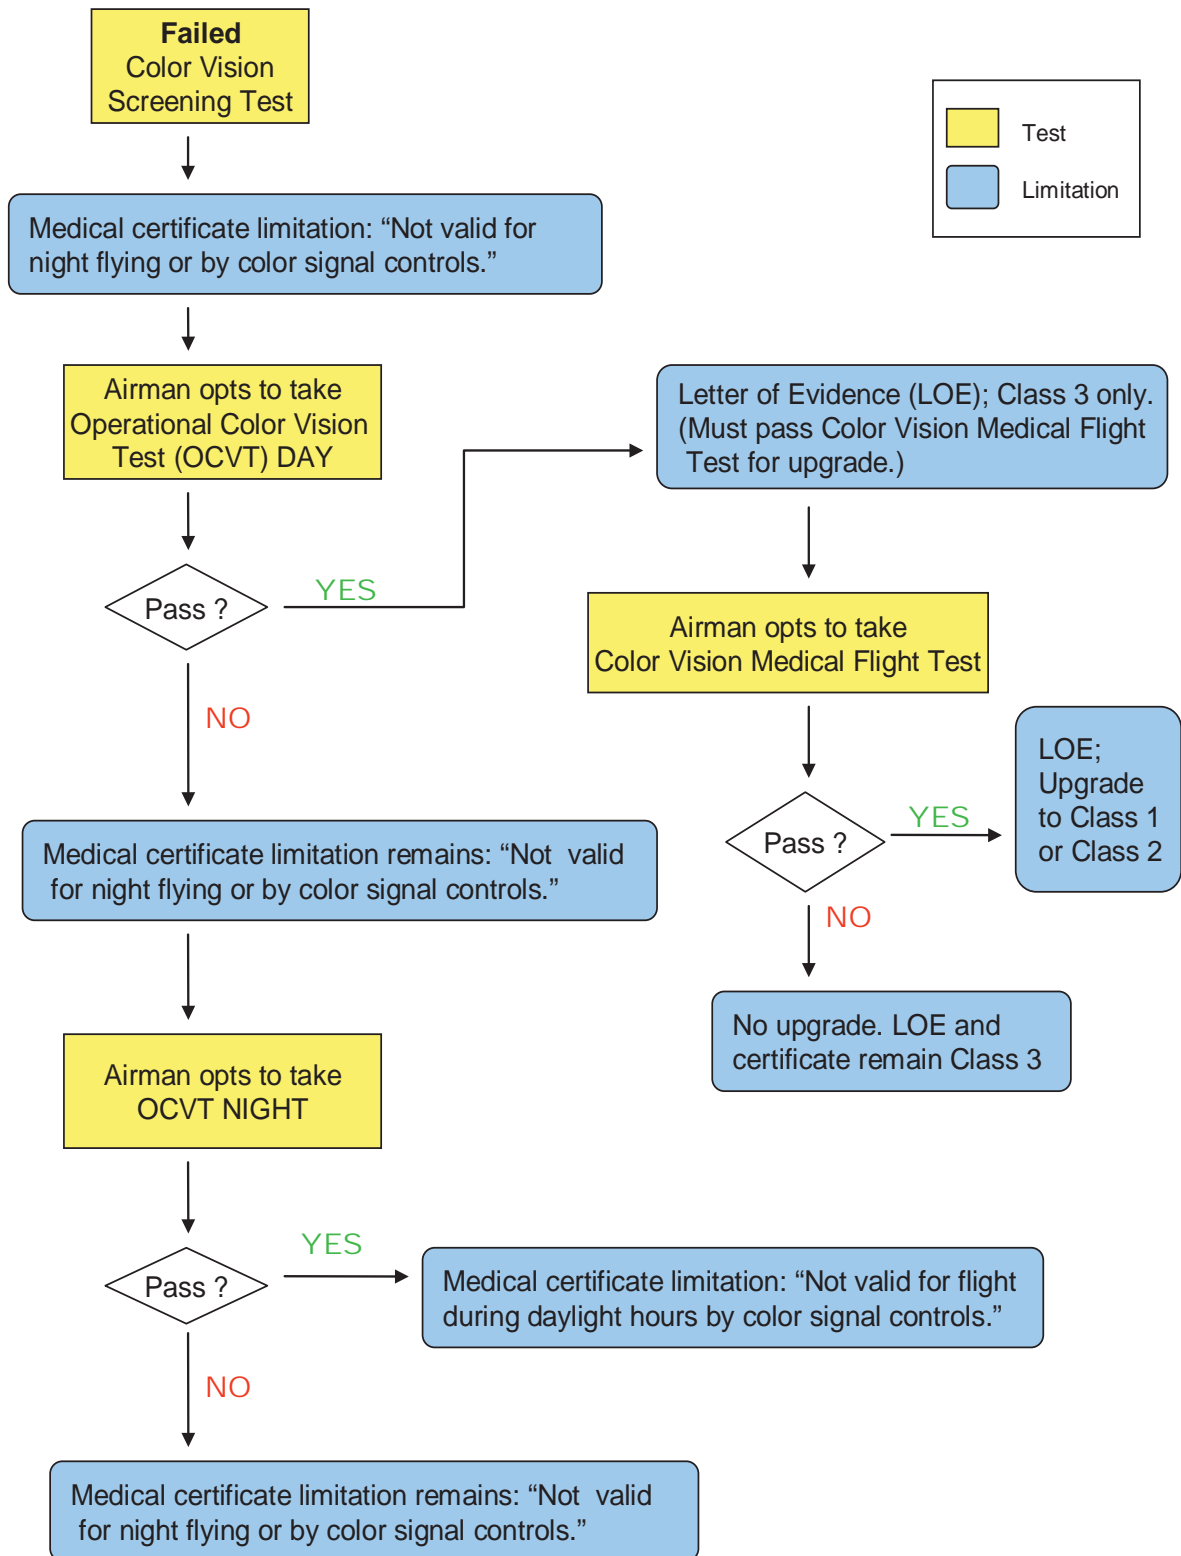 Failed
Color Vision
Screening Test
Test
Limitation
Medical certificate limitation: “Not valid for
night flying or by color signal controls.”
Airman opts to take
Operational Color Vision
Test (OCVT) DAY
Letter of Evidence (LOE); Class 3 only.
(Must pass Color Vision Medical Flight
Test for upgrade.)
Pass ?
YES
NO
Airman opts to take
Color Vision Medical Flight Test
Pass ?
YES
LOE;
Upgrade
to Class 1
or Class 2
NO
No upgrade. LOE and
certificate remain Class 3
Medical certificate limitation remains: “Not valid
for night flying or by color signal controls.”
Airman opts to take
OCVT NIGHT
Pass ?
YES
Medical certificate limitation: “Not valid for flight
during daylight hours by color signal controls.”
NO
Medical certificate limitation remains: “Not valid
for night flying or by color signal controls.”